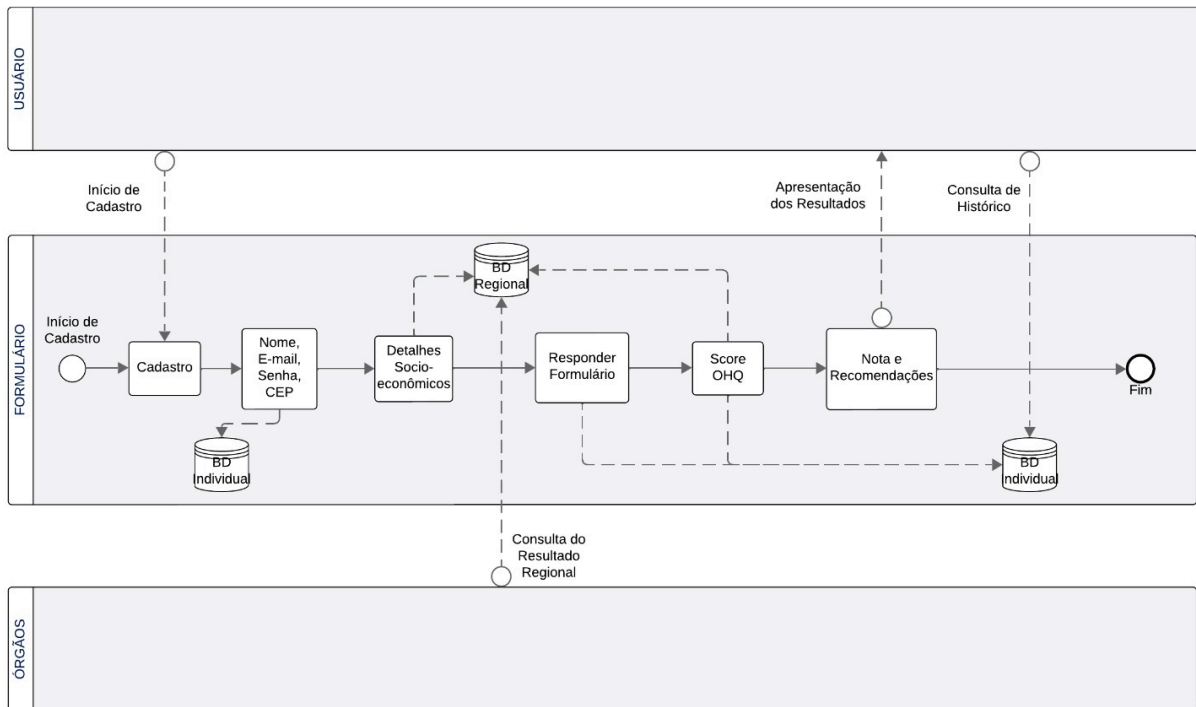 USUÁRIO
Início de
Cadastro
Apresentação
dos Resultados
Consulta de
Histórico
FORMULÁRIO
Início de
Cadastro
Cadastro
Nome,
E-mail,
Senha,
CEP
BD
Individual
Detalhes
Socio-
econômicos
BD
Regional
Responder
Formulário
Score
OHQ
Nota e
Recomendações
Fim
BD
Individual
Consulta do
Resultado
Regional
ÓRGÃOS